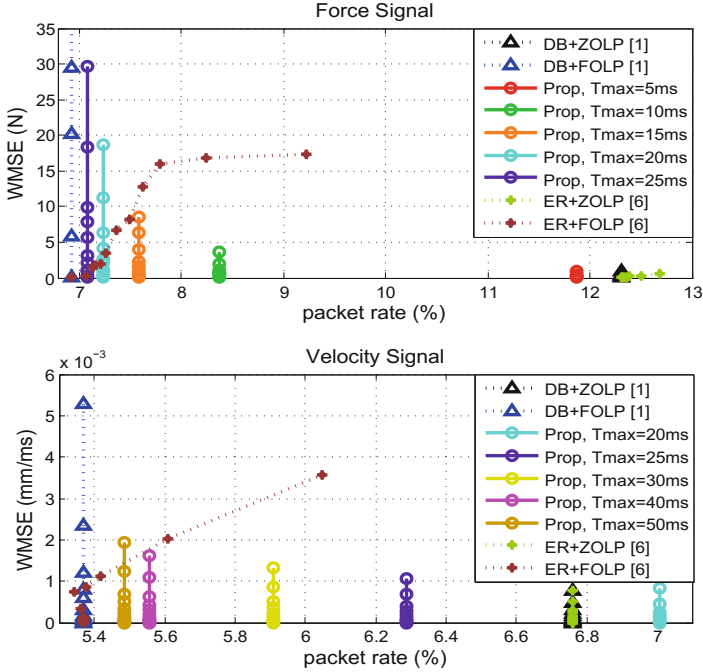 Force Signal
WMSE (N)
35
30
25
20
15
10
5
0
7
8
9
10
11
12
13
packet rate (%)
DB+ZOLP [1]
DB+FOLP [1]
Prop, Tmax=5ms
Prop, Tmax=10ms
Prop, Tmax=15ms
Prop, Tmax=20ms
Prop, Tmax=25ms
ER+ZOLP [6]
ER+FOLP [6]
Velocity Signal
x 10⁻³
WMSE (mm/ms)
6
5
4
3
2
1
0
5.4
5.6
5.8
6
6.2
6.4
6.6
6.8
7
packet rate (%)
DB+ZOLP [1]
DB+FOLP [1]
Prop, Tmax=20ms
Prop, Tmax=25ms
Prop, Tmax=30ms
Prop, Tmax=40ms
Prop, Tmax=50ms
ER+ZOLP [6]
ER+FOLP [6]